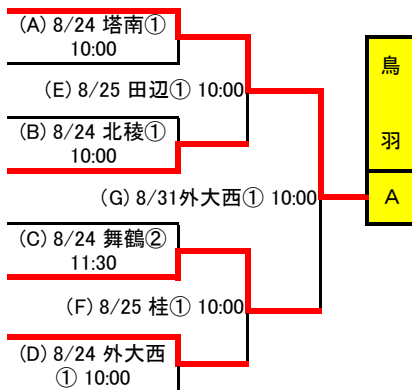 (A) 8/24 塔南①
10:00
(E) 8/25 田辺① 10:00
(B) 8/24 北稜①
10:00
(G) 8/31外大西① 10:00
(C) 8/24 舞鶴②
11:30
(F) 8/25 桂① 10:00
(D) 8/24 外大西
① 10:00
鳥
羽
A